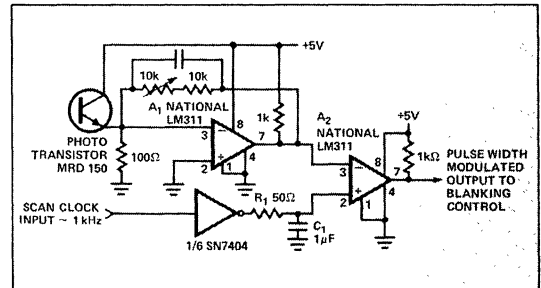 +5V
10k
10k
A1 NATIONAL
LM311
8
3
7
2
1
4
1k
A2
NATIONAL
LM311
+5V
8
3
7
2
1
4
1kΩ
PULSE WIDTH
MODULATED
OUTPUT TO
BLANKING
CONTROL
PHOTO
TRANSISTOR
MRD 150
100Ω
SCAN CLOCK
INPUT ~ 1 kHz
R1 50Ω
C1
1μF
1/6 SN7404